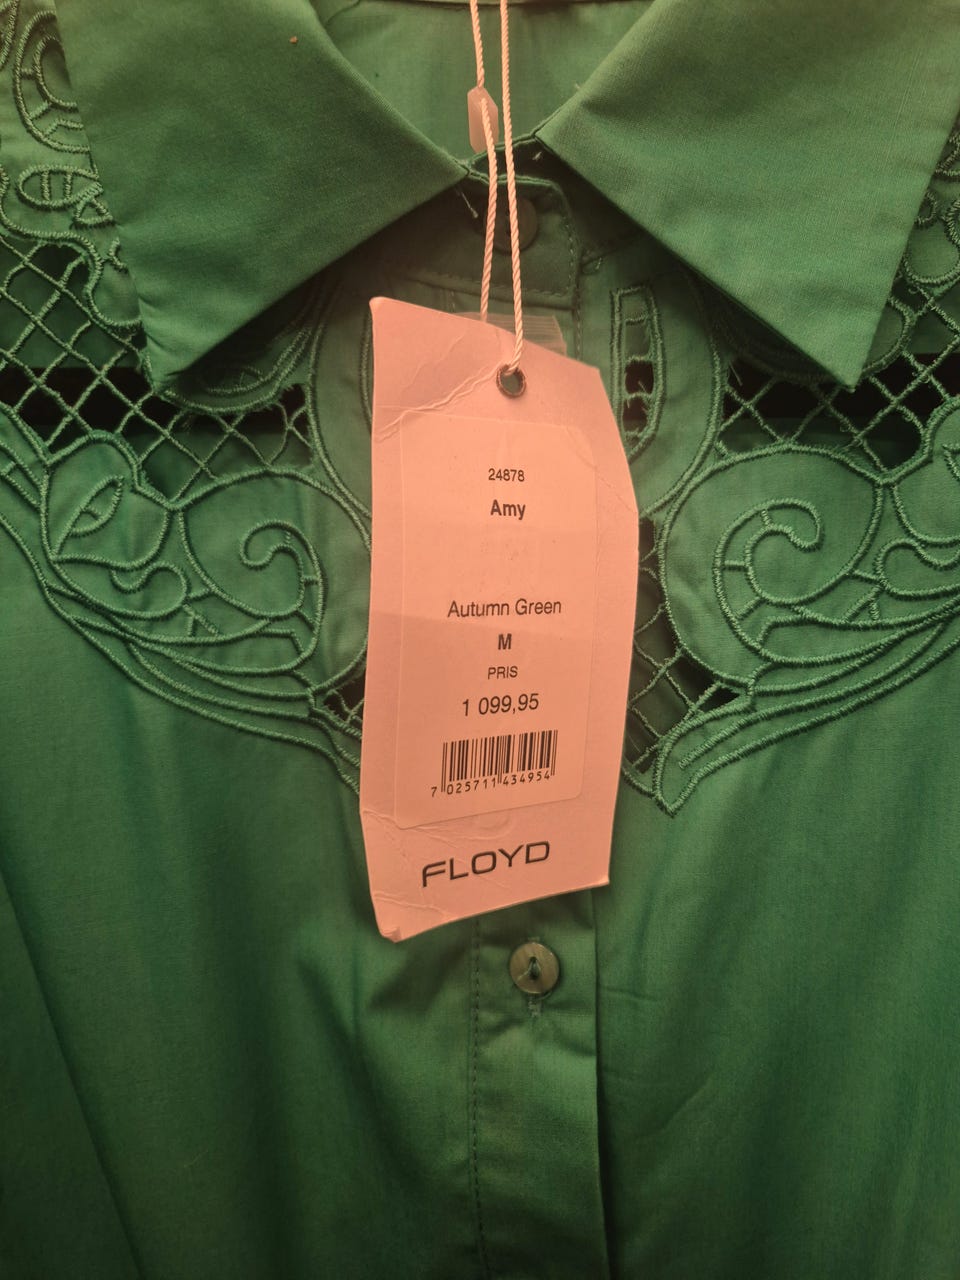 24878
Amy
Autumn Green
M
PRIS
1 099,95
7 025711 434954
FLOYD